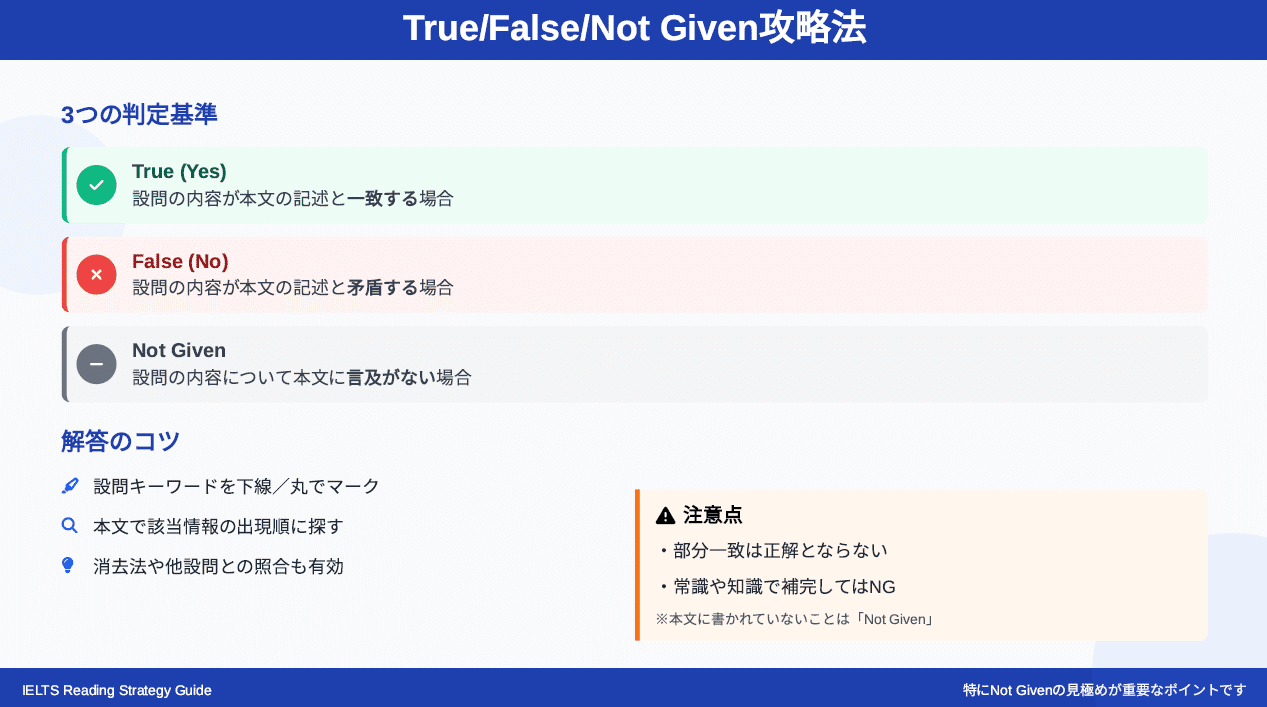 True/False/Not Given攻略法
3つの判定基準
True (Yes)
設問の内容が本文の記述と一致する場合
False (No)
設問の内容が本文の記述と矛盾する場合
Not Given
設問の内容について本文に言及がない場合
解答のコツ
設問キーワードを下線／丸でマーク
本文で該当情報の出現順に探す
消去法や他設問との照合も有効
注意点
・部分一致は正解とならない
・常識や知識で補完してはNG
※本文に書かれていないことは「Not Given」
IELTS Reading Strategy Guide
特にNot Givenの見極めが重要なポイントです